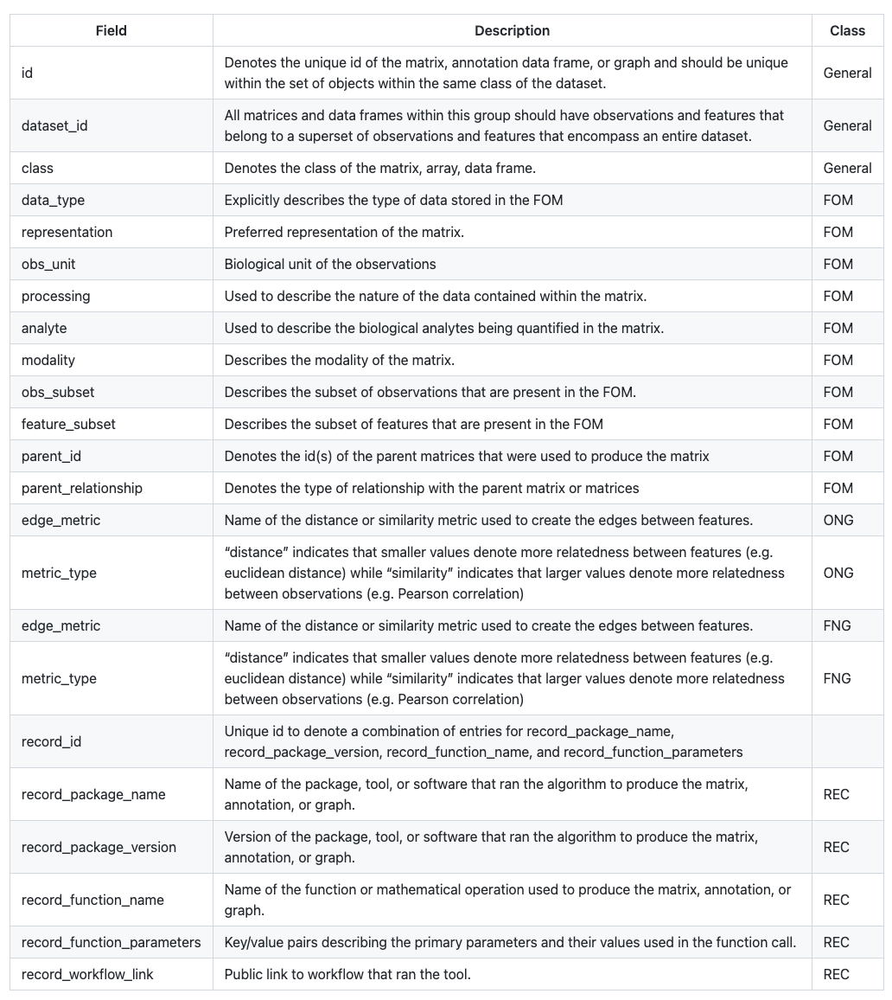 Field Description Class
id
Denotes the unique id of the matrix, annotation data frame, or graph and should be unique
within the set of objects within the same class of the dataset.
General
dataset_id
All matrices and data frames within this group should have observations and features that
belong to a superset of observations and features that encompass an entire dataset.
General
class Denotes the class of the matrix, array, data frame. General
data_type Explicitly describes the type of data stored in the FOM FOM
representation Preferred representation of the matrix. FOM
obs_unit Biological unit of the observations FOM
processing Used to describe the nature of the data contained within the matrix. FOM
analyte Used to describe the biological analytes being quantified in the matrix. FOM
modality Describes the modality of the matrix. FOM
obs_subset Describes the subset of observations that are present in the FOM. FOM
feature_subset Describes the subset of features that are present in the FOM FOM
parent_id Denotes the id(s) of the parent matrices that were used to produce the matrix FOM
parent_relationship Denotes the type of relationship with the parent matrix or matrices FOM
edge_metric Name of the distance or similarity metric used to create the edges between features. ONG
metric_type
“distance” indicates that smaller values denote more relatedness between features (e.g.
euclidean distance) while “similarity” indicates that larger values denote more relatedness
between observations (e.g. Pearson correlation)
ONG
edge_metric Name of the distance or similarity metric used to create the edges between features. FNG
metric_type
“distance” indicates that smaller values denote more relatedness between features (e.g.
euclidean distance) while “similarity” indicates that larger values denote more relatedness
between observations (e.g. Pearson correlation)
FNG
record_id
Unique id to denote a combination of entries for record_package_name,
record_package_version, record_function_name, and record_function_parameters
record_package_name
Name of the package, tool, or software that ran the algorithm to produce the matrix,
annotation, or graph.
REC
record_package_version
Version of the package, tool, or software that ran the algorithm to produce the matrix,
annotation, or graph.
REC
record_function_name
Name of the function or mathematical operation used to produce the matrix, annotation, or
graph.
REC
record_function_parameters Key/value pairs describing the primary parameters and their values used in the function call. REC
record_workflow_link Public link to workflow that ran the tool. REC